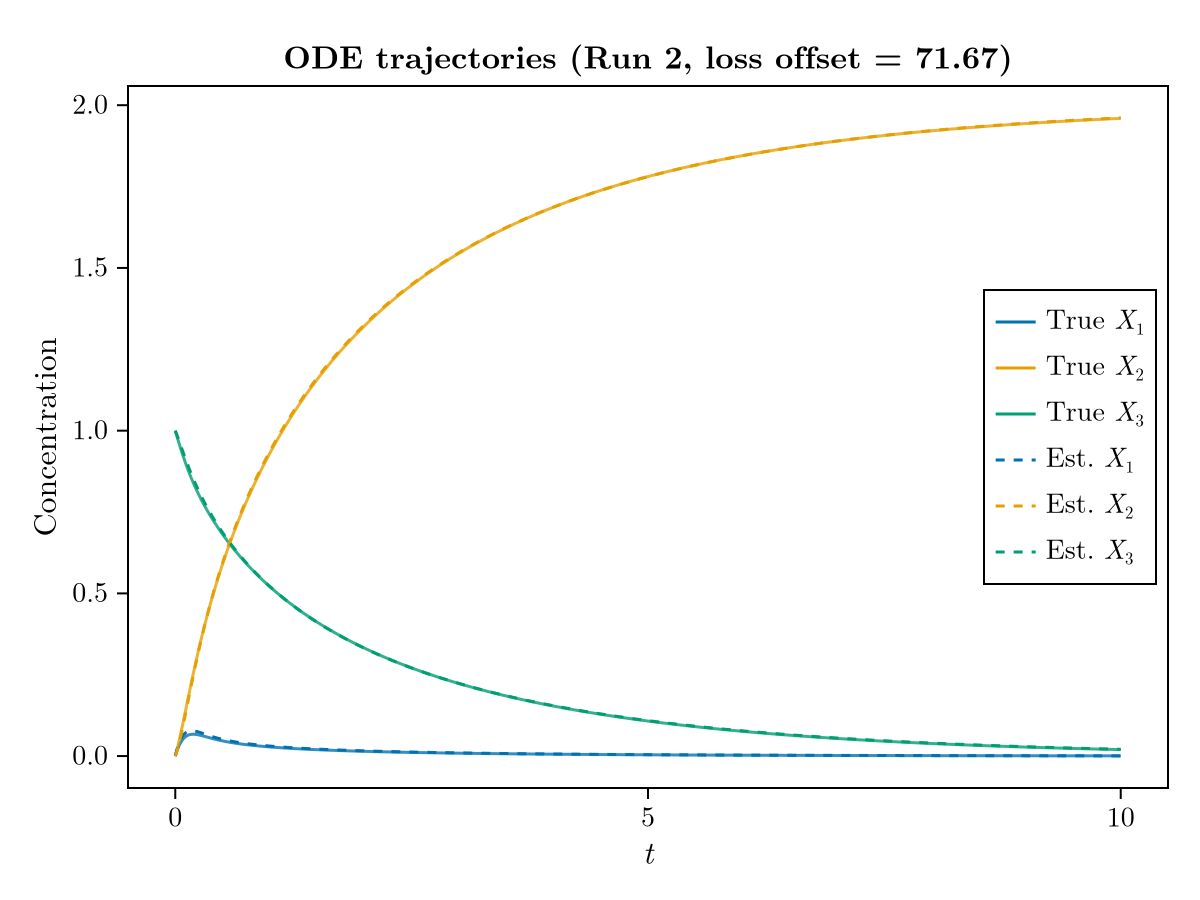 ODE trajectories (Run 2, loss offset = 71.67)
Concentration
2.0
1.5
1.0
0.5
0.0
True X₁
True X₂
True X₃
Est. X₁
Est. X₂
Est. X₃
0
5
10
t